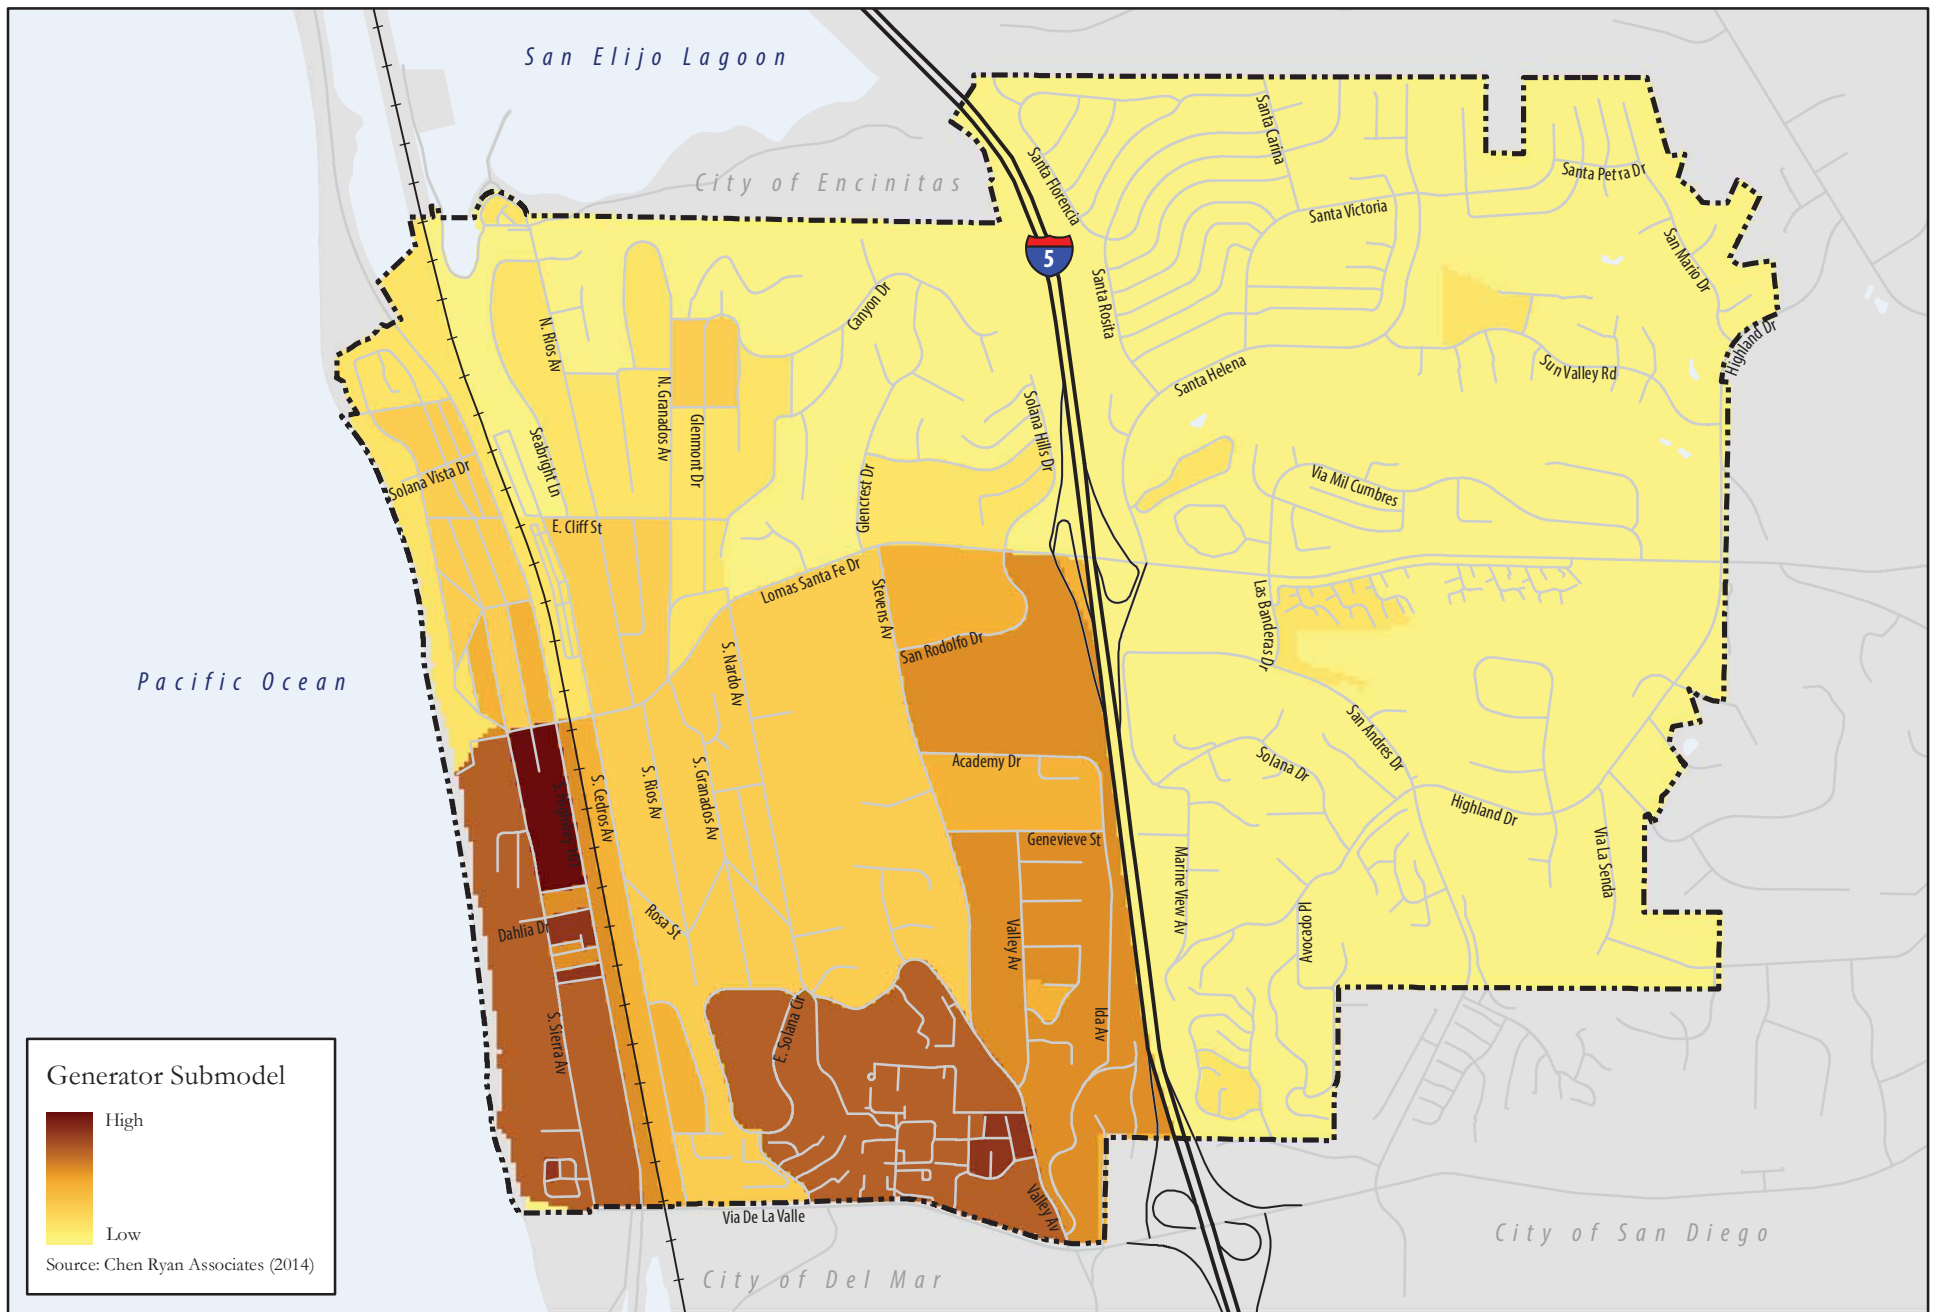 San Elijo Lagoon
City of Encinitas
Santa Carina
Santa Florencia
Santa Petra Dr
Santa Victoria
San Mario Dr
5
Santa Rosita
Canyon Dr
N. Rios Av
Highland Dr
Sun Valley Rd
Santa Helena
N. Granados Av
Glenmont Dr
Solana Hills Dr
Seabright Ln
Solana Vista Dr
Glencrest Dr
Via Mil Cumbres
E. Cliff St
Lomas Santa Fe Dr
Stevens Av
Las Banderas Dr
San Rodolfo Dr
S. Nardo Av
Pacific Ocean
San Andres Dr
Solana Dr
Academy Dr
S. Cedros Av
S. Rios Av
S. Granados Av
S. Highway 101
Highland Dr
Genevieve St
Via La Senda
Marine View Av
Rosa St
Dahlia Dr
Valley Av
Avocado Pl
Ida Av
E. Solana Cir
S. Sierra Av
Valley Av
Via De La Valle
City of San Diego
City of Del Mar
Generator Submodel
High
Low
Source: Chen Ryan Associates (2014)